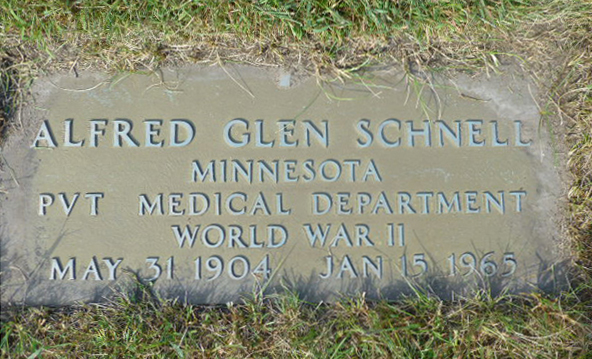 ALFRED GLEN SCHNELL
MINNESOTA
PVT MEDICAL DEPARTMENT
WORLD WAR II
MAY 31 1904 JAN 15 1965